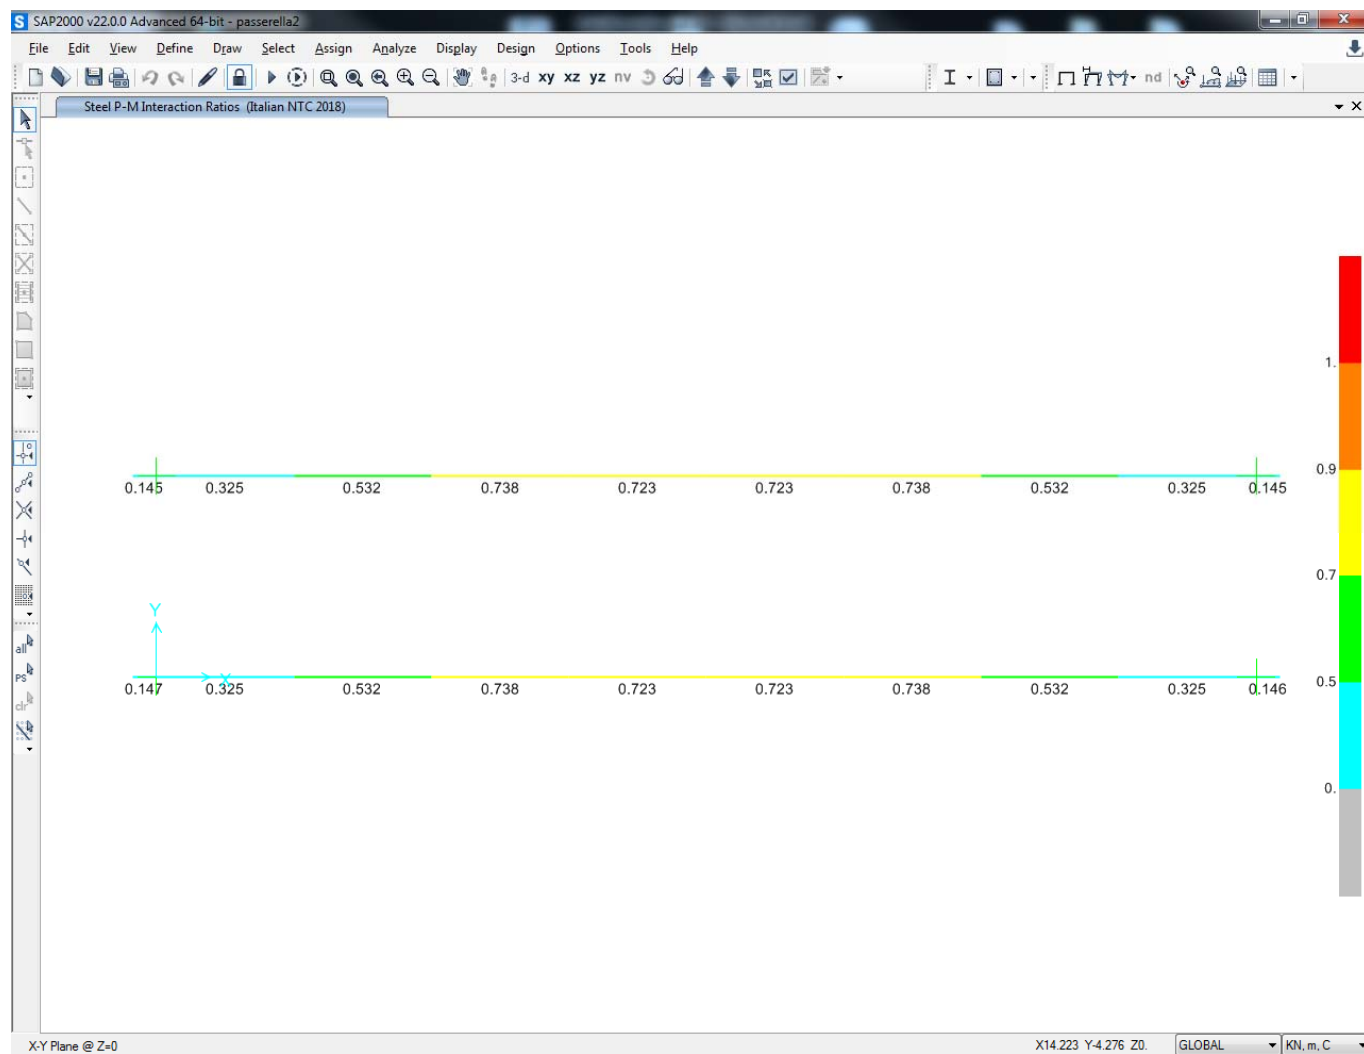 SAP2000 v22.0.0 Advanced 64-bit - passerella2
File Edit View Define Draw Select Assign Analyze Display Design Options Tools Help
3-d xy xz yz nv nd
Steel P-M Interaction Ratios (Italian NTC 2018)
1.
0.9
0.145 0.325 0.532 0.738 0.723 0.723 0.738 0.532 0.325 0.145
0.7
Y
X
0.147 0.325 0.532 0.738 0.723 0.723 0.738 0.532 0.325 0.146
0.5
all
PS
clr
0.
X-Y Plane @ Z=0 X14.223 Y-4.276 Z0. GLOBAL KN, m, C